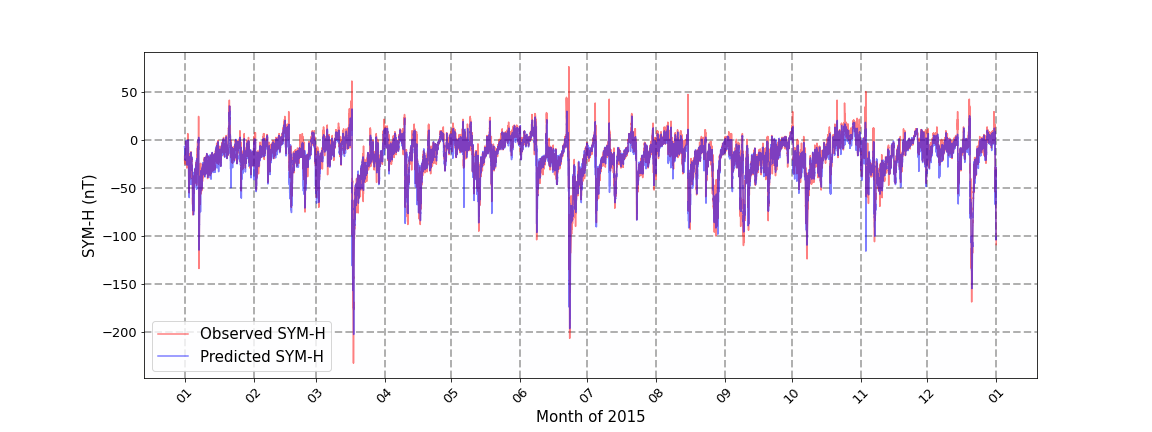 50
0
−50
−100
−150
−200
SYM-H (nT)
Observed SYM-H
Predicted SYM-H
01 02 03 04 05 06 07 08 09 10 11 12 01
Month of 2015